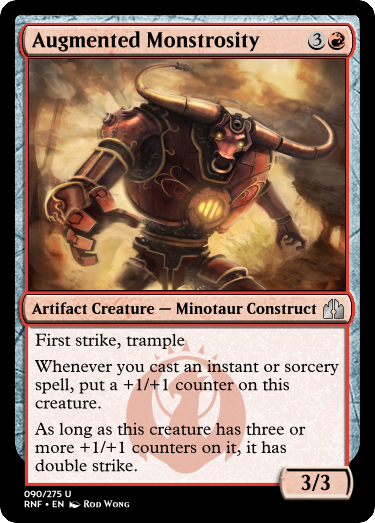 Augmented Monstrosity 3
Artifact Creature — Minotaur Construct
First strike, trample
Whenever you cast an instant or sorcery
spell, put a +1/+1 counter on this
creature.
As long as this creature has three or
more +1/+1 counters on it, it has
double strike.
3/3
090/275 U
RNF • EN Rod Wong